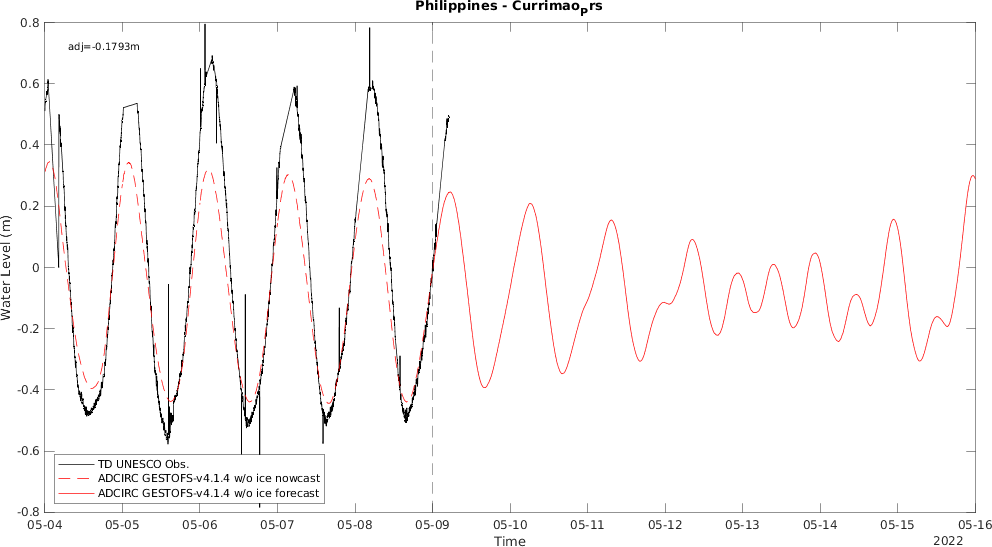 Philippines - Currimaoprs
adj=-0.1793m
0.8
0.6
0.4
0.2
0
-0.2
-0.4
-0.6
-0.8
Water Level (m)
TD UNESCO Obs.
ADCIRC GESTOFS-v4.1.4 w/o ice nowcast
ADCIRC GESTOFS-v4.1.4 w/o ice forecast
05-04 05-05 05-06 05-07 05-08 05-09 05-10 05-11 05-12 05-13 05-14 05-15 05-16
Time
2022